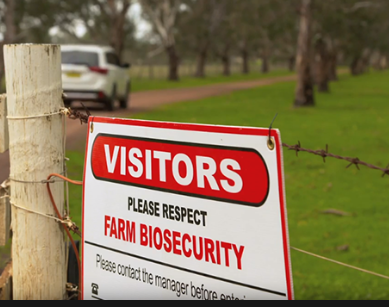 VISITORS
PLEASE RESPECT
FARM BIOSECURITY
Please contact the manager before